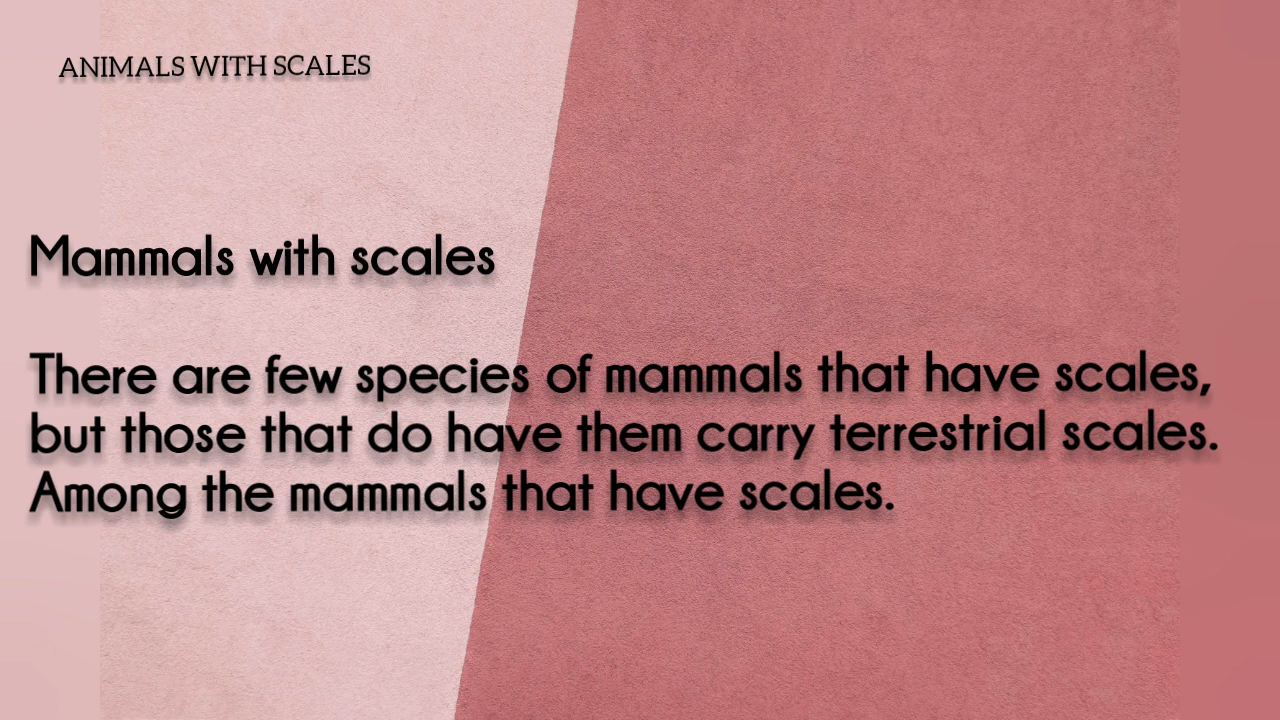 ANIMALS WITH SCALES
Mammals with scales
There are few species of mammals that have scales,
but those that do have them carry terrestrial scales.
Among the mammals that have scales.